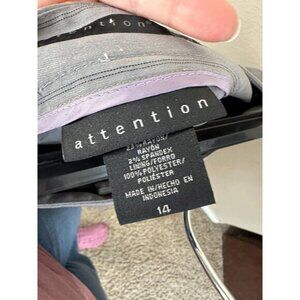 attention
RAYON
2% SPANDEX
LINING/FORRO
100% POLYESTER/
POLIÉSTER
MADE IN/HECHO EN
INDONESIA
14